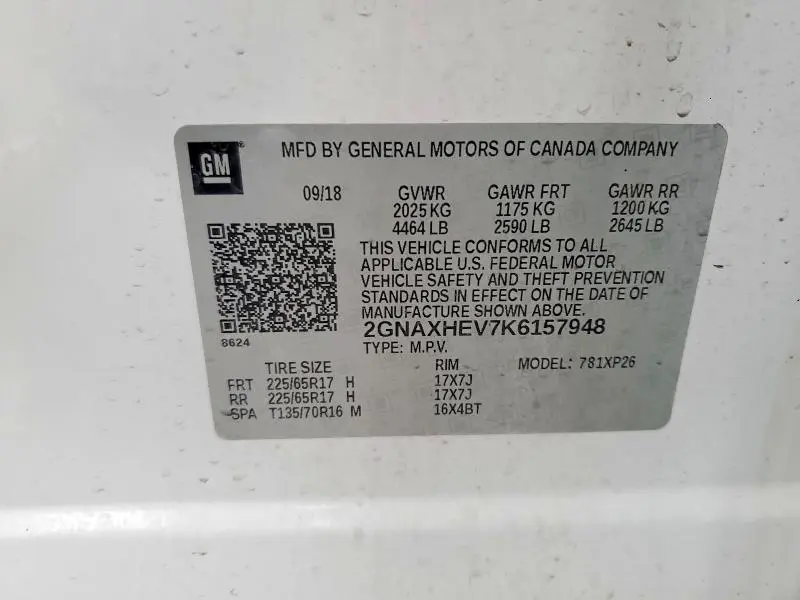 GM
MFD BY GENERAL MOTORS OF CANADA COMPANY
09/18 GVWR GAWR FRT GAWR RR
2025 KG 1175 KG 1200 KG
4464 LB 2590 LB 2645 LB
THIS VEHICLE CONFORMS TO ALL
APPLICABLE U.S. FEDERAL MOTOR
VEHICLE SAFETY AND THEFT PREVENTION
STANDARDS IN EFFECT ON THE DATE OF
MANUFACTURE SHOWN ABOVE.
2GNAXHEV7K6157948
8624
TYPE: M.P.V.
TIRE SIZE RIM MODEL: 781XP26
FRT 225/65R17 H 17X7J
RR 225/65R17 H 17X7J
SPA T135/70R16 M 16X4BT